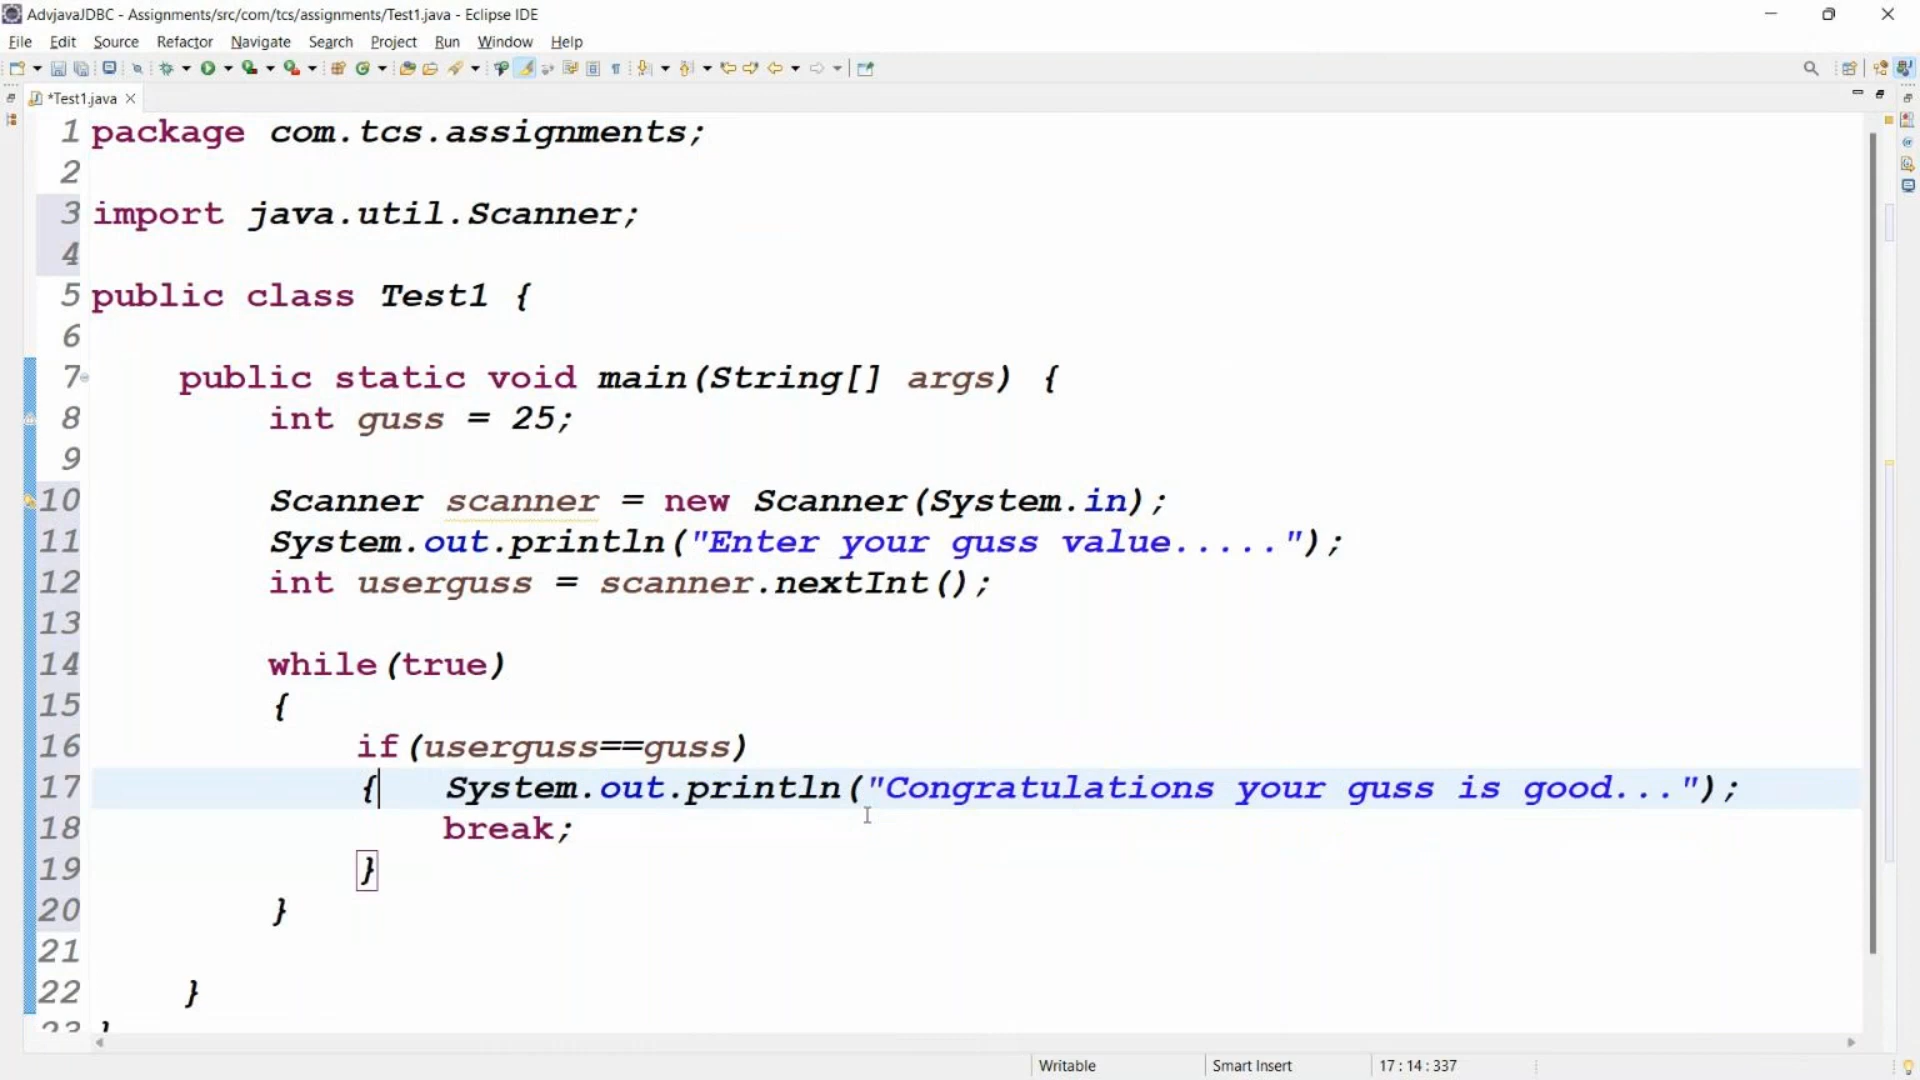 AdvjavaJDBC - Assignments/src/com/tcs/assignments/Test1.java - Eclipse IDE
File Edit Source Refactor Navigate Search Project Run Window Help
*Test1.java
1 package com.tcs.assignments;
2
3 import java.util.Scanner;
4
5 public class Test1 {
6
7 public static void main(String[] args) {
8 int guss = 25;
9
10 Scanner scanner = new Scanner(System.in);
11 System.out.println("Enter your guss value.....");
12 int userguss = scanner.nextInt();
13
14 while(true)
15 {
16 if(userguss==guss)
17 { System.out.println("Congratulations your guss is good...");
18 break;
19 }
20 }
21
22 }
23 }
Writable Smart Insert 17 : 14 : 337